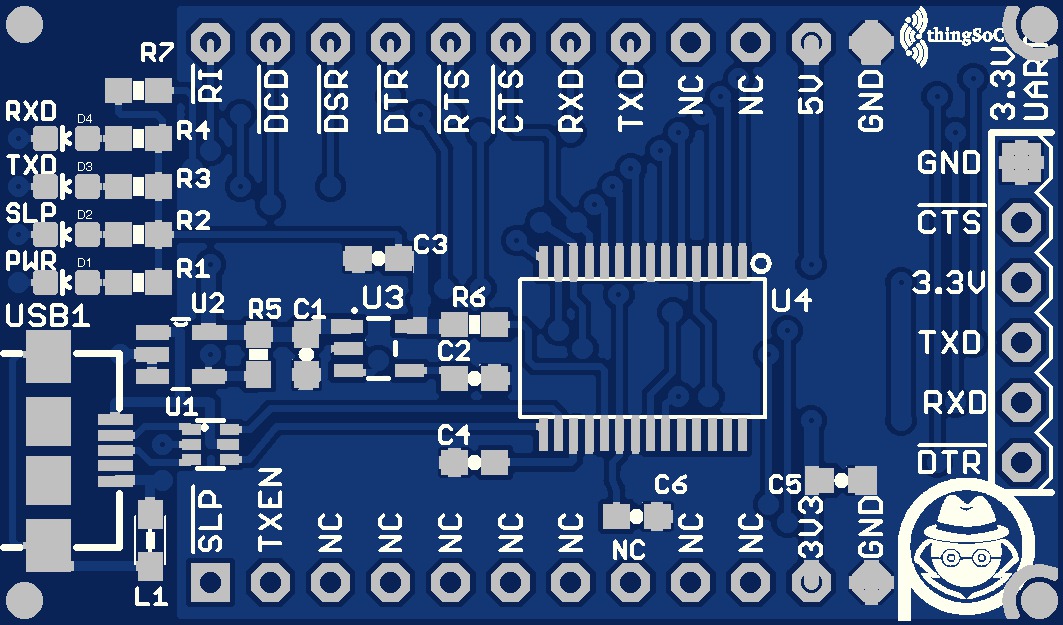 thingSoC
R7
RI
DCD
DSR
DTR
RTS
CTS
RXD
TXD
NC
NC
5V
GND
3.3V
UART
RXD
D4
R4
TXD
D3
R3
SLP
D2
R2
PWR
D1
R1
GND
CTS
3.3V
TXD
RXD
DTR
USB1
U2
R5
C1
U3
C3
R6
C2
U4
U1
C4
C6
C5
L1
SLP
TXEN
NC
NC
NC
NC
NC
NC
NC
NC
3V3
GND